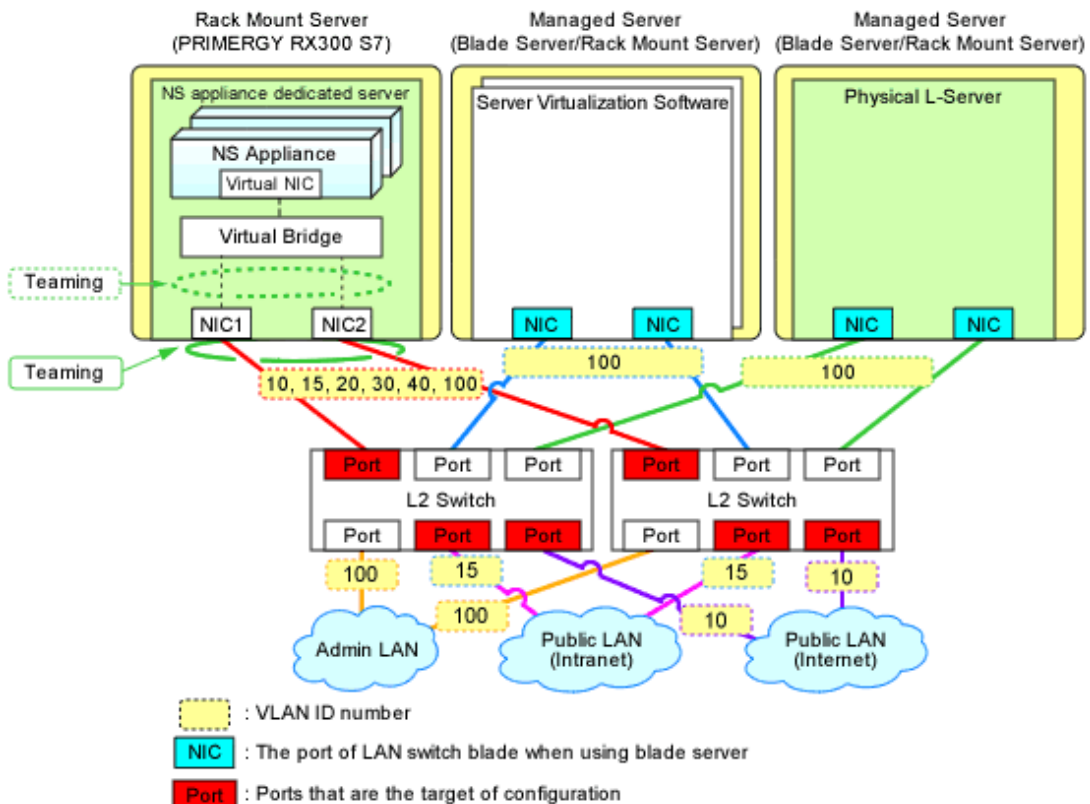 Rack Mount Server
(PRIMERGY RX300 S7)
Managed Server
(Blade Server/Rack Mount Server)
Managed Server
(Blade Server/Rack Mount Server)
NS appliance dedicated server
NS Appliance
Virtual NIC
Virtual Bridge
Teaming
NIC1
NIC2
Teaming
Server Virtualization Software
NIC
NIC
Physical L-Server
NIC
NIC
10, 15, 20, 30, 40, 100
100
100
Port
Port
Port
L2 Switch
Port
Port
Port
Port
Port
Port
L2 Switch
Port
Port
Port
100
15
100
15
10
10
Admin LAN
Public LAN
(Intranet)
Public LAN
(Internet)
: VLAN ID number
NIC : The port of LAN switch blade when using blade server
Port : Ports that are the target of configuration